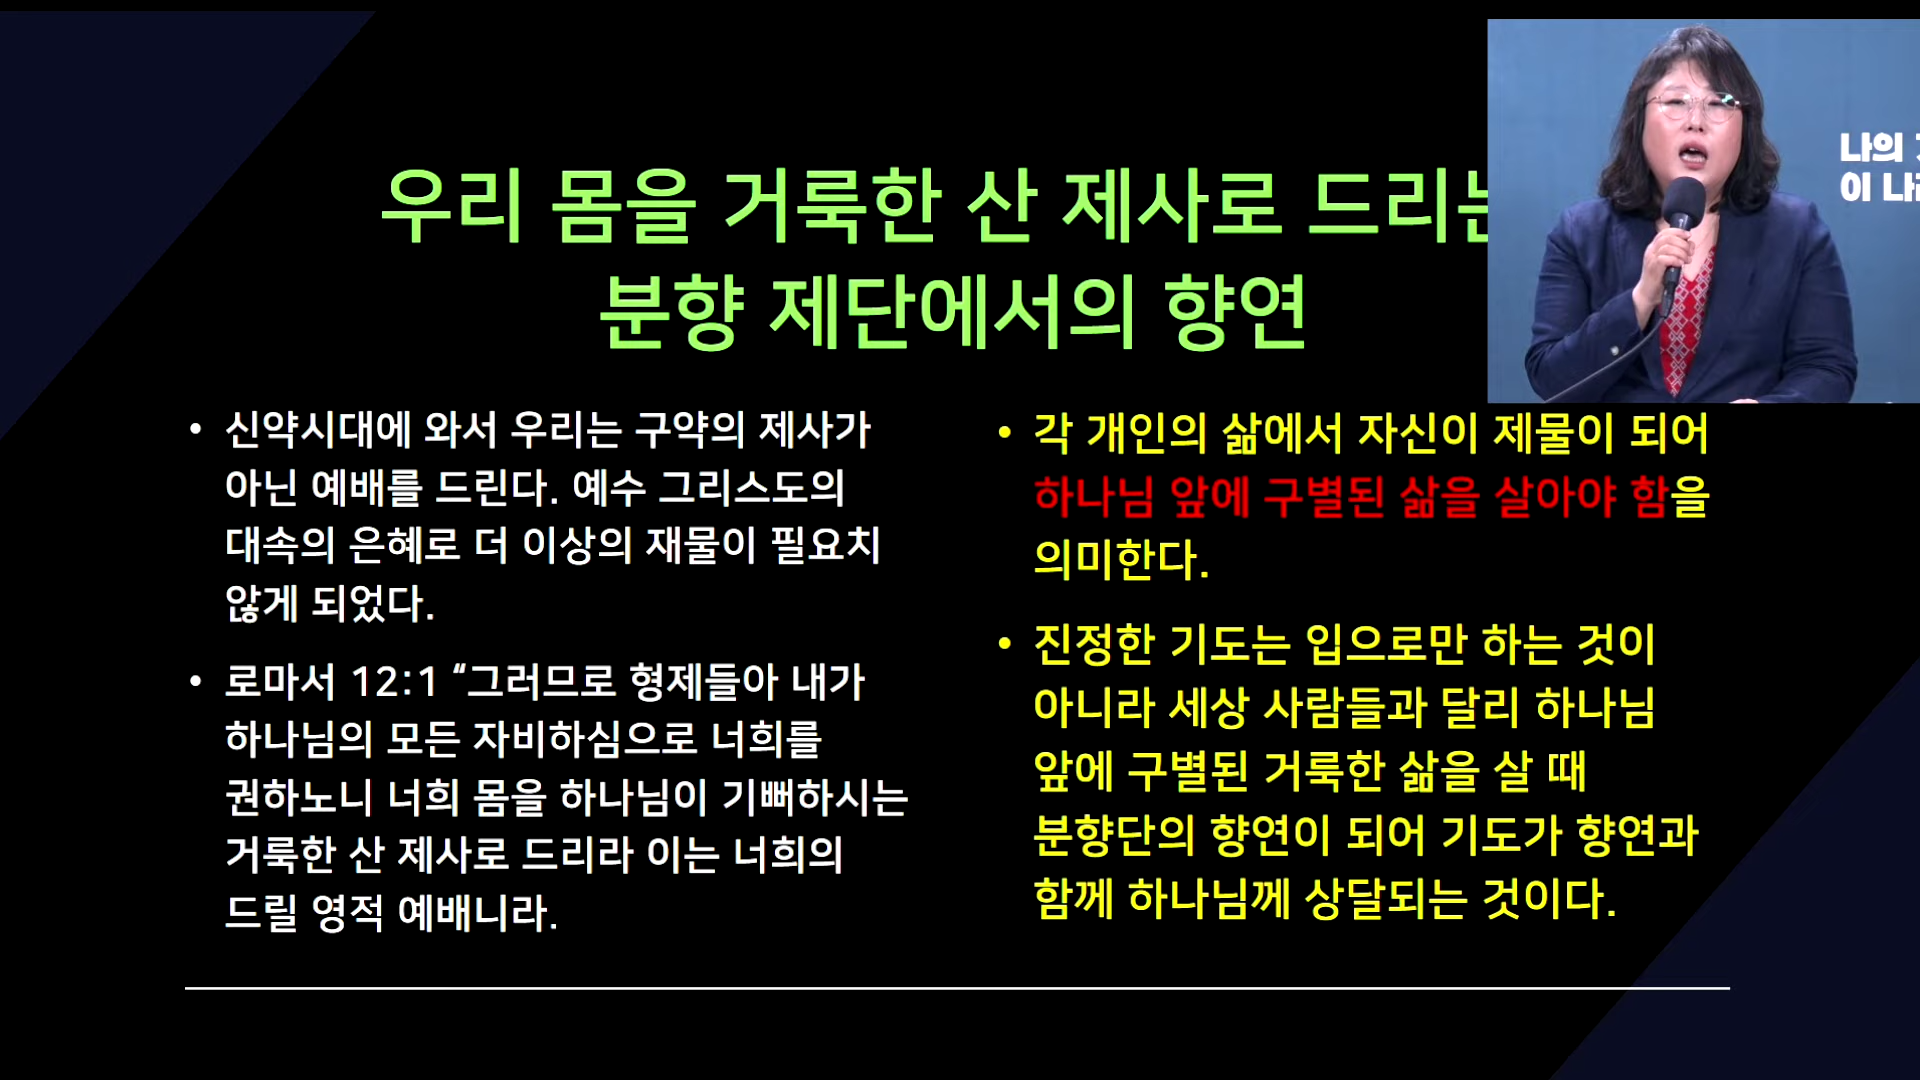 우리 몸을 거룩한 산 제사로
분향 제단에서의 향연
• 신약시대에 와서 우리는 구약의 제사가
아닌 예배를 드린다. 예수 그리스도의
대속의 은혜로 더 이상의 재물이 필요치
않게 되었다.
• 로마서 12:1 “그러므로 형제들아 내가
하나님의 모든 자비하심으로 너희를
권하노니 너희 몸을 하나님이 기뻐하시는
거룩한 산 제사로 드리라 이는 너희의
드릴 영적 예배니라.
• 각 개인의 삶에서 자신이 제물이 되어
하나님 앞에 구별된 삶을 살아야 함을
의미한다.
• 진정한 기도는 입으로만 하는 것이
아니라 세상 사람들과 달리 하나님
앞에 구별된 거룩한 삶을 살 때
분향단의 향연이 되어 기도가 향연과
함께 하나님께 상달되는 것이다.
나의
이